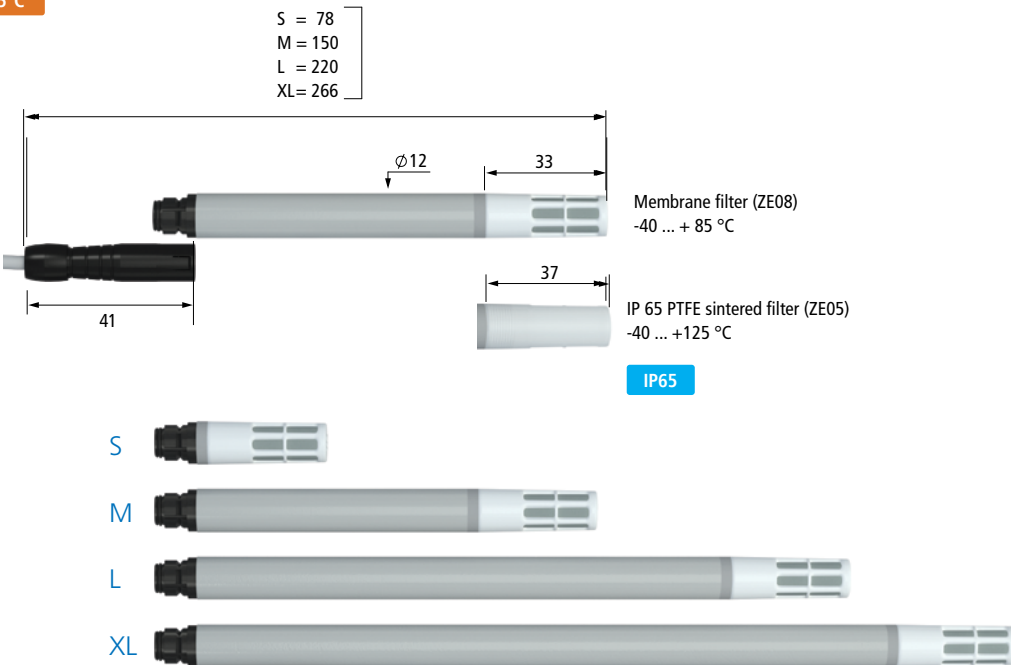 S = 78
M = 150
L = 220
XL= 266
∅12
33
Membrane filter (ZE08)
-40 ... + 85 °C
37
41
IP 65 PTFE sintered filter (ZE05)
-40 ... +125 °C
IP65
S
M
L
XL